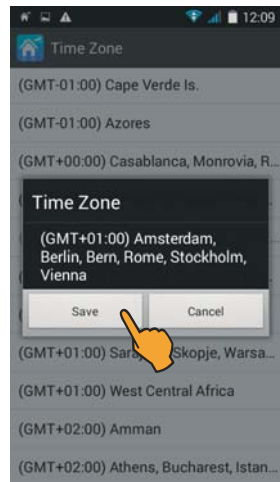 12:09
Time Zone
(GMT-01:00) Cape Verde Is.
(GMT-01:00) Azores
(GMT+00:00) Casablanca, Monrovia, R...
Time Zone
(GMT+01:00) Amsterdam,
Berlin, Bern, Rome, Stockholm,
Vienna
Save Cancel
(GMT+01:00) Skopje, Warsa...
(GMT+01:00) West Central Africa
(GMT+02:00) Amman
(GMT+02:00) Athens, Bucharest, Istan...